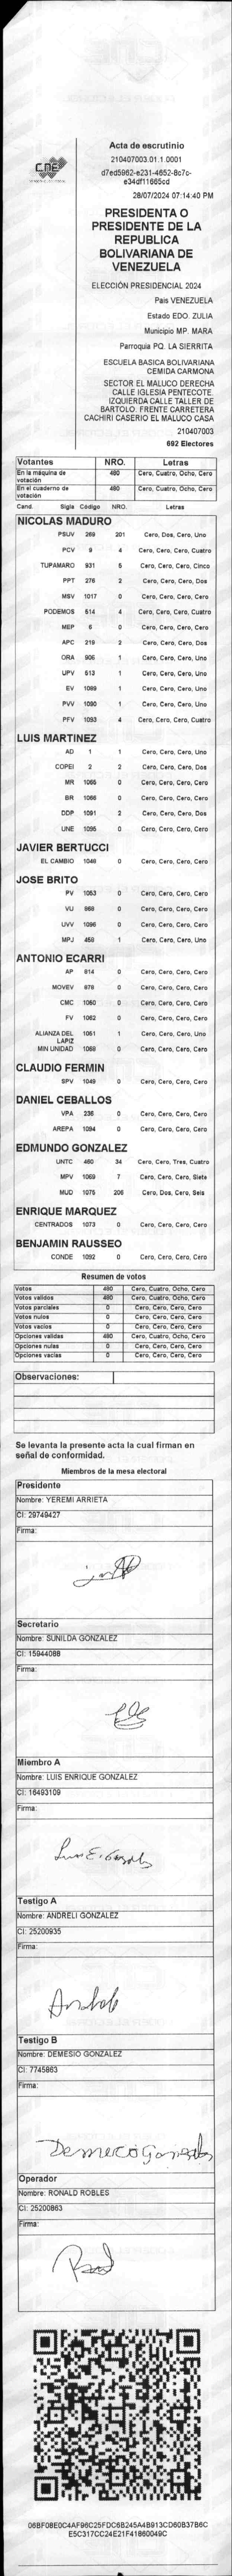 CNE
Acta de escrutinio
210407003.01.1.0001
d7ed5962-e231-4652-8c7c-
e34df11665cd
28/07/2024 07:14:40 PM
PRESIDENTA O
PRESIDENTE DE LA
REPUBLICA
BOLIVARIANA DE
VENEZUELA
ELECCIÓN PRESIDENCIAL 2024
Pais VENEZUELA
Estado EDO. ZULIA
Municipio MP. MARA
Parroquia PQ. LA SIERRITA
ESCUELA BASICA BOLIVARIANA
CEMIDA CARMONA
SECTOR EL MALUCO DERECHA
CALLE IGLESIA PENTECOTE
IZQUIERDA CALLE TALLER DE
BARTOLO. FRENTE CARRETERA
CACHIRI CASERIO EL MALUCO CASA
210407003
692 Electores
Votantes NRO. Letras
En la máquina de votación 480 Cero, Cuatro, Ocho, Cero
En el cuaderno de votación 480 Cero, Cuatro, Ocho, Cero
Cand. Sigla Código NRO. Letras
NICOLAS MADURO
PSUV 269 201 Cero, Dos, Cero, Uno
PCV 9 4 Cero, Cero, Cero, Cuatro
TUPAMARO 931 5 Cero, Cero, Cero, Cinco
PPT 276 2 Cero, Cero, Cero, Dos
MSV 1017 0 Cero, Cero, Cero, Cero
PODEMOS 514 4 Cero, Cero, Cero, Cuatro
MEP 6 0 Cero, Cero, Cero, Cero
APC 219 2 Cero, Cero, Cero, Dos
ORA 906 1 Cero, Cero, Cero, Uno
UPV 513 1 Cero, Cero, Cero, Uno
EV 1099 1 Cero, Cero, Cero, Uno
PVV 1090 1 Cero, Cero, Cero, Uno
PFV 1093 4 Cero, Cero, Cero, Cuatro
LUIS MARTINEZ
AD 1 1 Cero, Cero, Cero, Uno
COPEI 2 2 Cero, Cero, Cero, Dos
MR 1065 0 Cero, Cero, Cero, Cero
BR 1066 0 Cero, Cero, Cero, Cero
DDP 1091 2 Cero, Cero, Cero, Dos
UNE 1095 0 Cero, Cero, Cero, Cero
JAVIER BERTUCCI
EL CAMBIO 1048 0 Cero, Cero, Cero, Cero
JOSE BRITO
PV 1053 0 Cero, Cero, Cero, Cero
VU 868 0 Cero, Cero, Cero, Cero
UVV 1096 0 Cero, Cero, Cero, Cero
MPJ 458 1 Cero, Cero, Cero, Uno
ANTONIO ECARRI
AP 814 0 Cero, Cero, Cero, Cero
MOVEV 878 0 Cero, Cero, Cero, Cero
CMC 1060 0 Cero, Cero, Cero, Cero
FV 1062 0 Cero, Cero, Cero, Cero
ALIANZA DEL LAPIZ 1051 1 Cero, Cero, Cero, Uno
MIN UNIDAD 1068 0 Cero, Cero, Cero, Cero
CLAUDIO FERMIN
SPV 1049 0 Cero, Cero, Cero, Cero
DANIEL CEBALLOS
VPA 236 0 Cero, Cero, Cero, Cero
AREPA 1094 0 Cero, Cero, Cero, Cero
EDMUNDO GONZALEZ
UNTC 460 34 Cero, Cero, Tres, Cuatro
MPV 1069 7 Cero, Cero, Cero, Siete
MUD 1075 206 Cero, Dos, Cero, Seis
ENRIQUE MARQUEZ
CENTRADOS 1073 0 Cero, Cero, Cero, Cero
BENJAMIN RAUSSEO
CONDE 1092 0 Cero, Cero, Cero, Cero
Resumen de votos
Votos 480 Cero, Cuatro, Ocho, Cero
Votos validos 480 Cero, Cuatro, Ocho, Cero
Votos parciales 0 Cero, Cero, Cero, Cero
Votos nulos 0 Cero, Cero, Cero, Cero
Votos vacios 0 Cero, Cero, Cero, Cero
Opciones validas 480 Cero, Cuatro, Ocho, Cero
Opciones nulas 0 Cero, Cero, Cero, Cero
Opciones vacias 0 Cero, Cero, Cero, Cero
Observaciones:
Se levanta la presente acta la cual firman en
señal de conformidad.
Miembros de la mesa electoral
Presidente
Nombre: YEREMI ARRIETA
CI: 29749427
Firma:
Secretario
Nombre: SUNILDA GONZALEZ
CI: 15944088
Firma:
Miembro A
Nombre: LUIS ENRIQUE GONZALEZ
CI: 16493109
Firma:
Luis E. Gonzalez
Testigo A
Nombre: ANDRELI GONZALEZ
CI: 25200935
Firma:
Testigo B
Nombre: DEMESIO GONZALEZ
CI: 7745863
Firma:
Demecio Gonzalez
Operador
Nombre: RONALD ROBLES
CI: 25200863
Firma:
06BF08E0C4AF96C25FDC6B245A4B913CD60B37B6C
E5C317CC24E21F41860049C